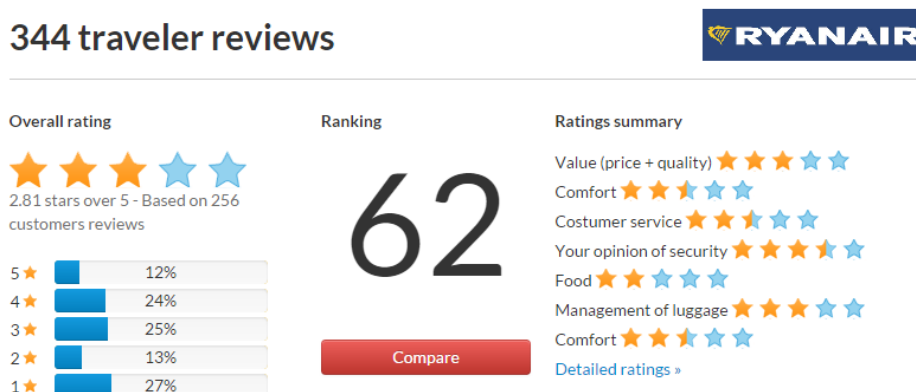 344 traveler reviews
RYANAIR
Overall rating
2.81 stars over 5 - Based on 256
customers reviews
5 12%
4 24%
3 25%
2 13%
1 27%
Ranking
62
Compare
Ratings summary
Value (price + quality)
Comfort
Costumer service
Your opinion of security
Food
Management of luggage
Comfort
Detailed ratings »